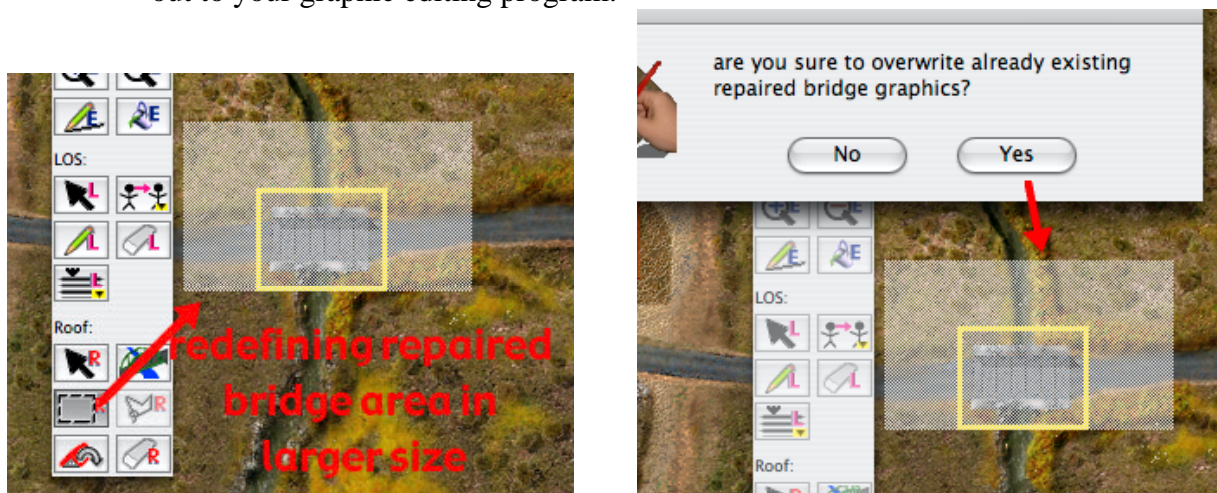 out to your graphic editing program.
E E
LOS:
L
L L
L
Roof:
R
R R
R
redefining repaired
bridge area in
larger size
are you sure to overwrite already existing
repaired bridge graphics?
No Yes
E E
E E
LOS:
L
L L
L
Roof: